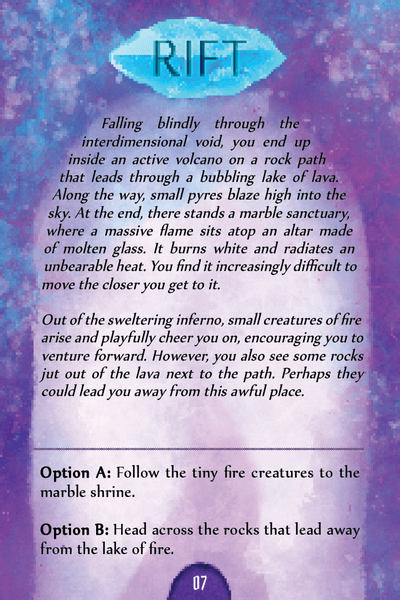 RIFT
Falling blindly through the
interdimensional void, you end up
inside an active volcano on a rock path
that leads through a bubbling lake of lava.
Along the way, small pyres blaze high into the
sky. At the end, there stands a marble sanctuary,
where a massive flame sits atop an altar made
of molten glass. It burns white and radiates an
unbearable heat. You find it increasingly difficult to
move the closer you get to it.
Out of the sweltering inferno, small creatures of fire
arise and playfully cheer you on, encouraging you to
venture forward. However, you also see some rocks
jut out of the lava next to the path. Perhaps they
could lead you away from this awful place.
Option A: Follow the tiny fire creatures to the
marble shrine.
Option B: Head across the rocks that lead away
from the lake of fire.
07